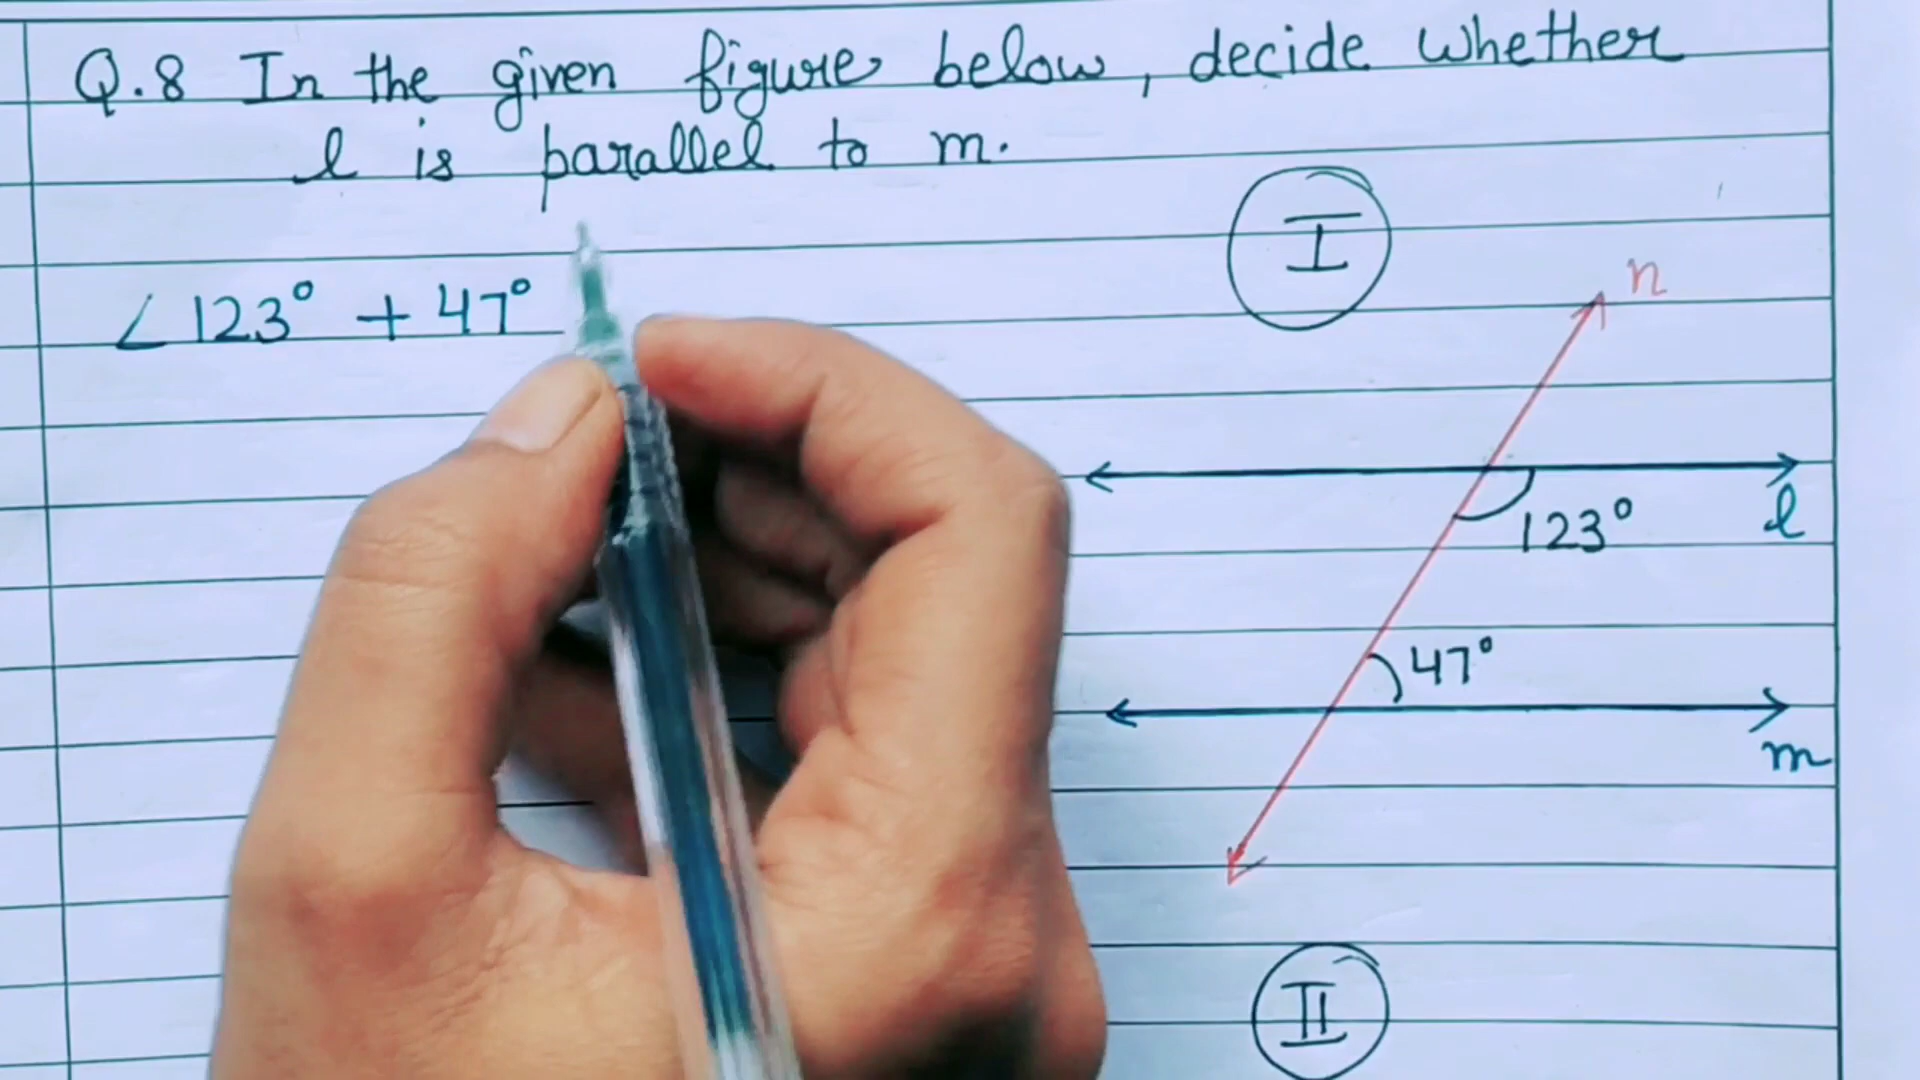 Q.8 In the given figure below, decide whether
l is parallel to m.
I
n
∠123° + 47°
123°
l
47°
m
II